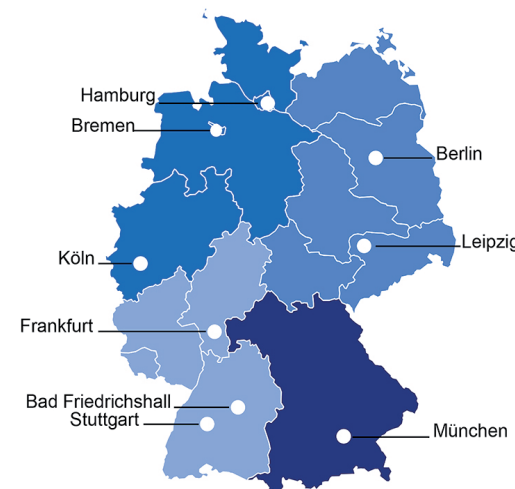 Hamburg
Bremen
Berlin
Leipzig
Köln
Frankfurt
Bad Friedrichshall
Stuttgart
München